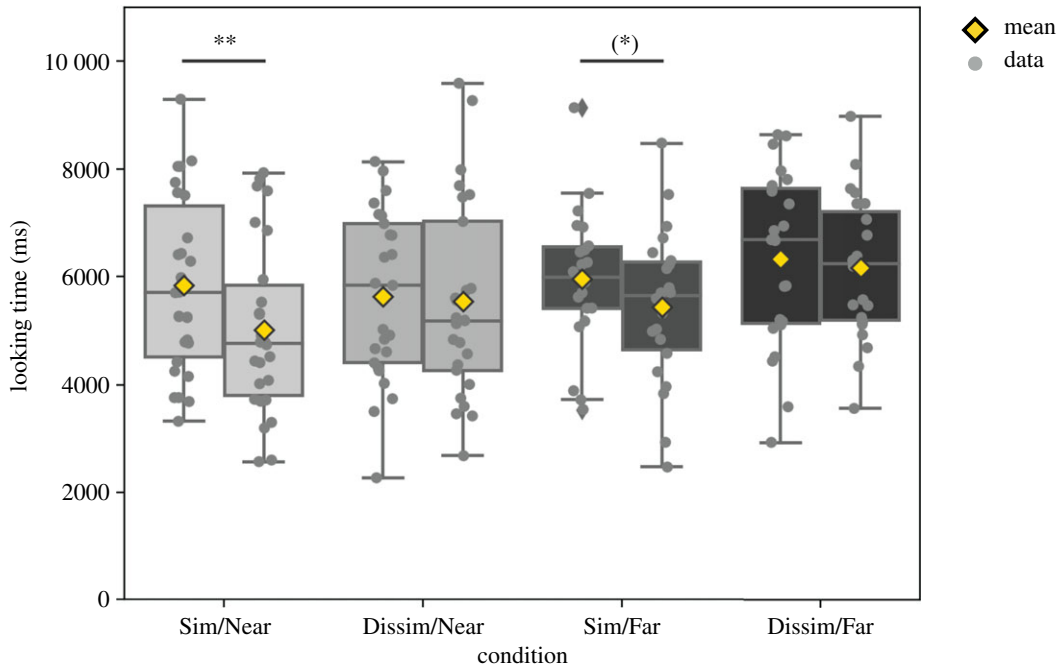 mean
data
**
(*)
10 000
8000
6000
4000
2000
0
looking time (ms)
Sim/Near Dissim/Near Sim/Far Dissim/Far
condition